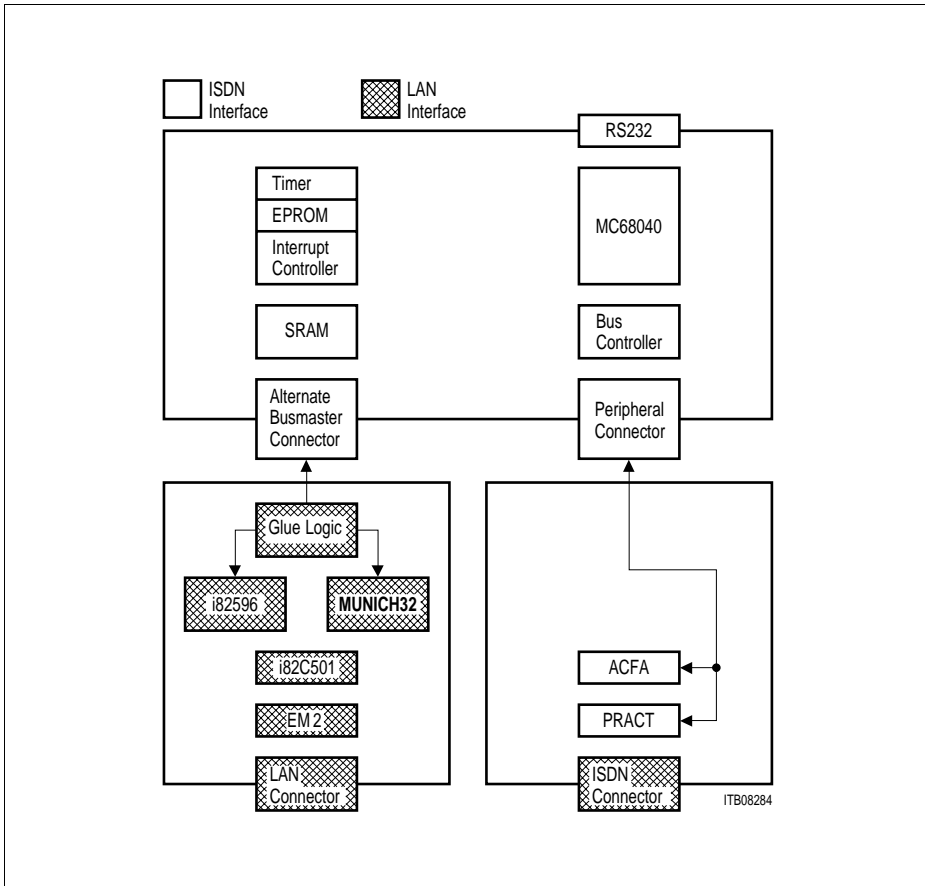 ISDN
Interface
LAN
Interface
RS232
Timer
EPROM
Interrupt
Controller
MC68040
SRAM
Bus
Controller
Alternate
Busmaster
Connector
Peripheral
Connector
Glue Logic
i82596
MUNICH32
i82C501
ACFA
EM 2
PRACT
LAN
Connector
ISDN
Connector
ITB08284